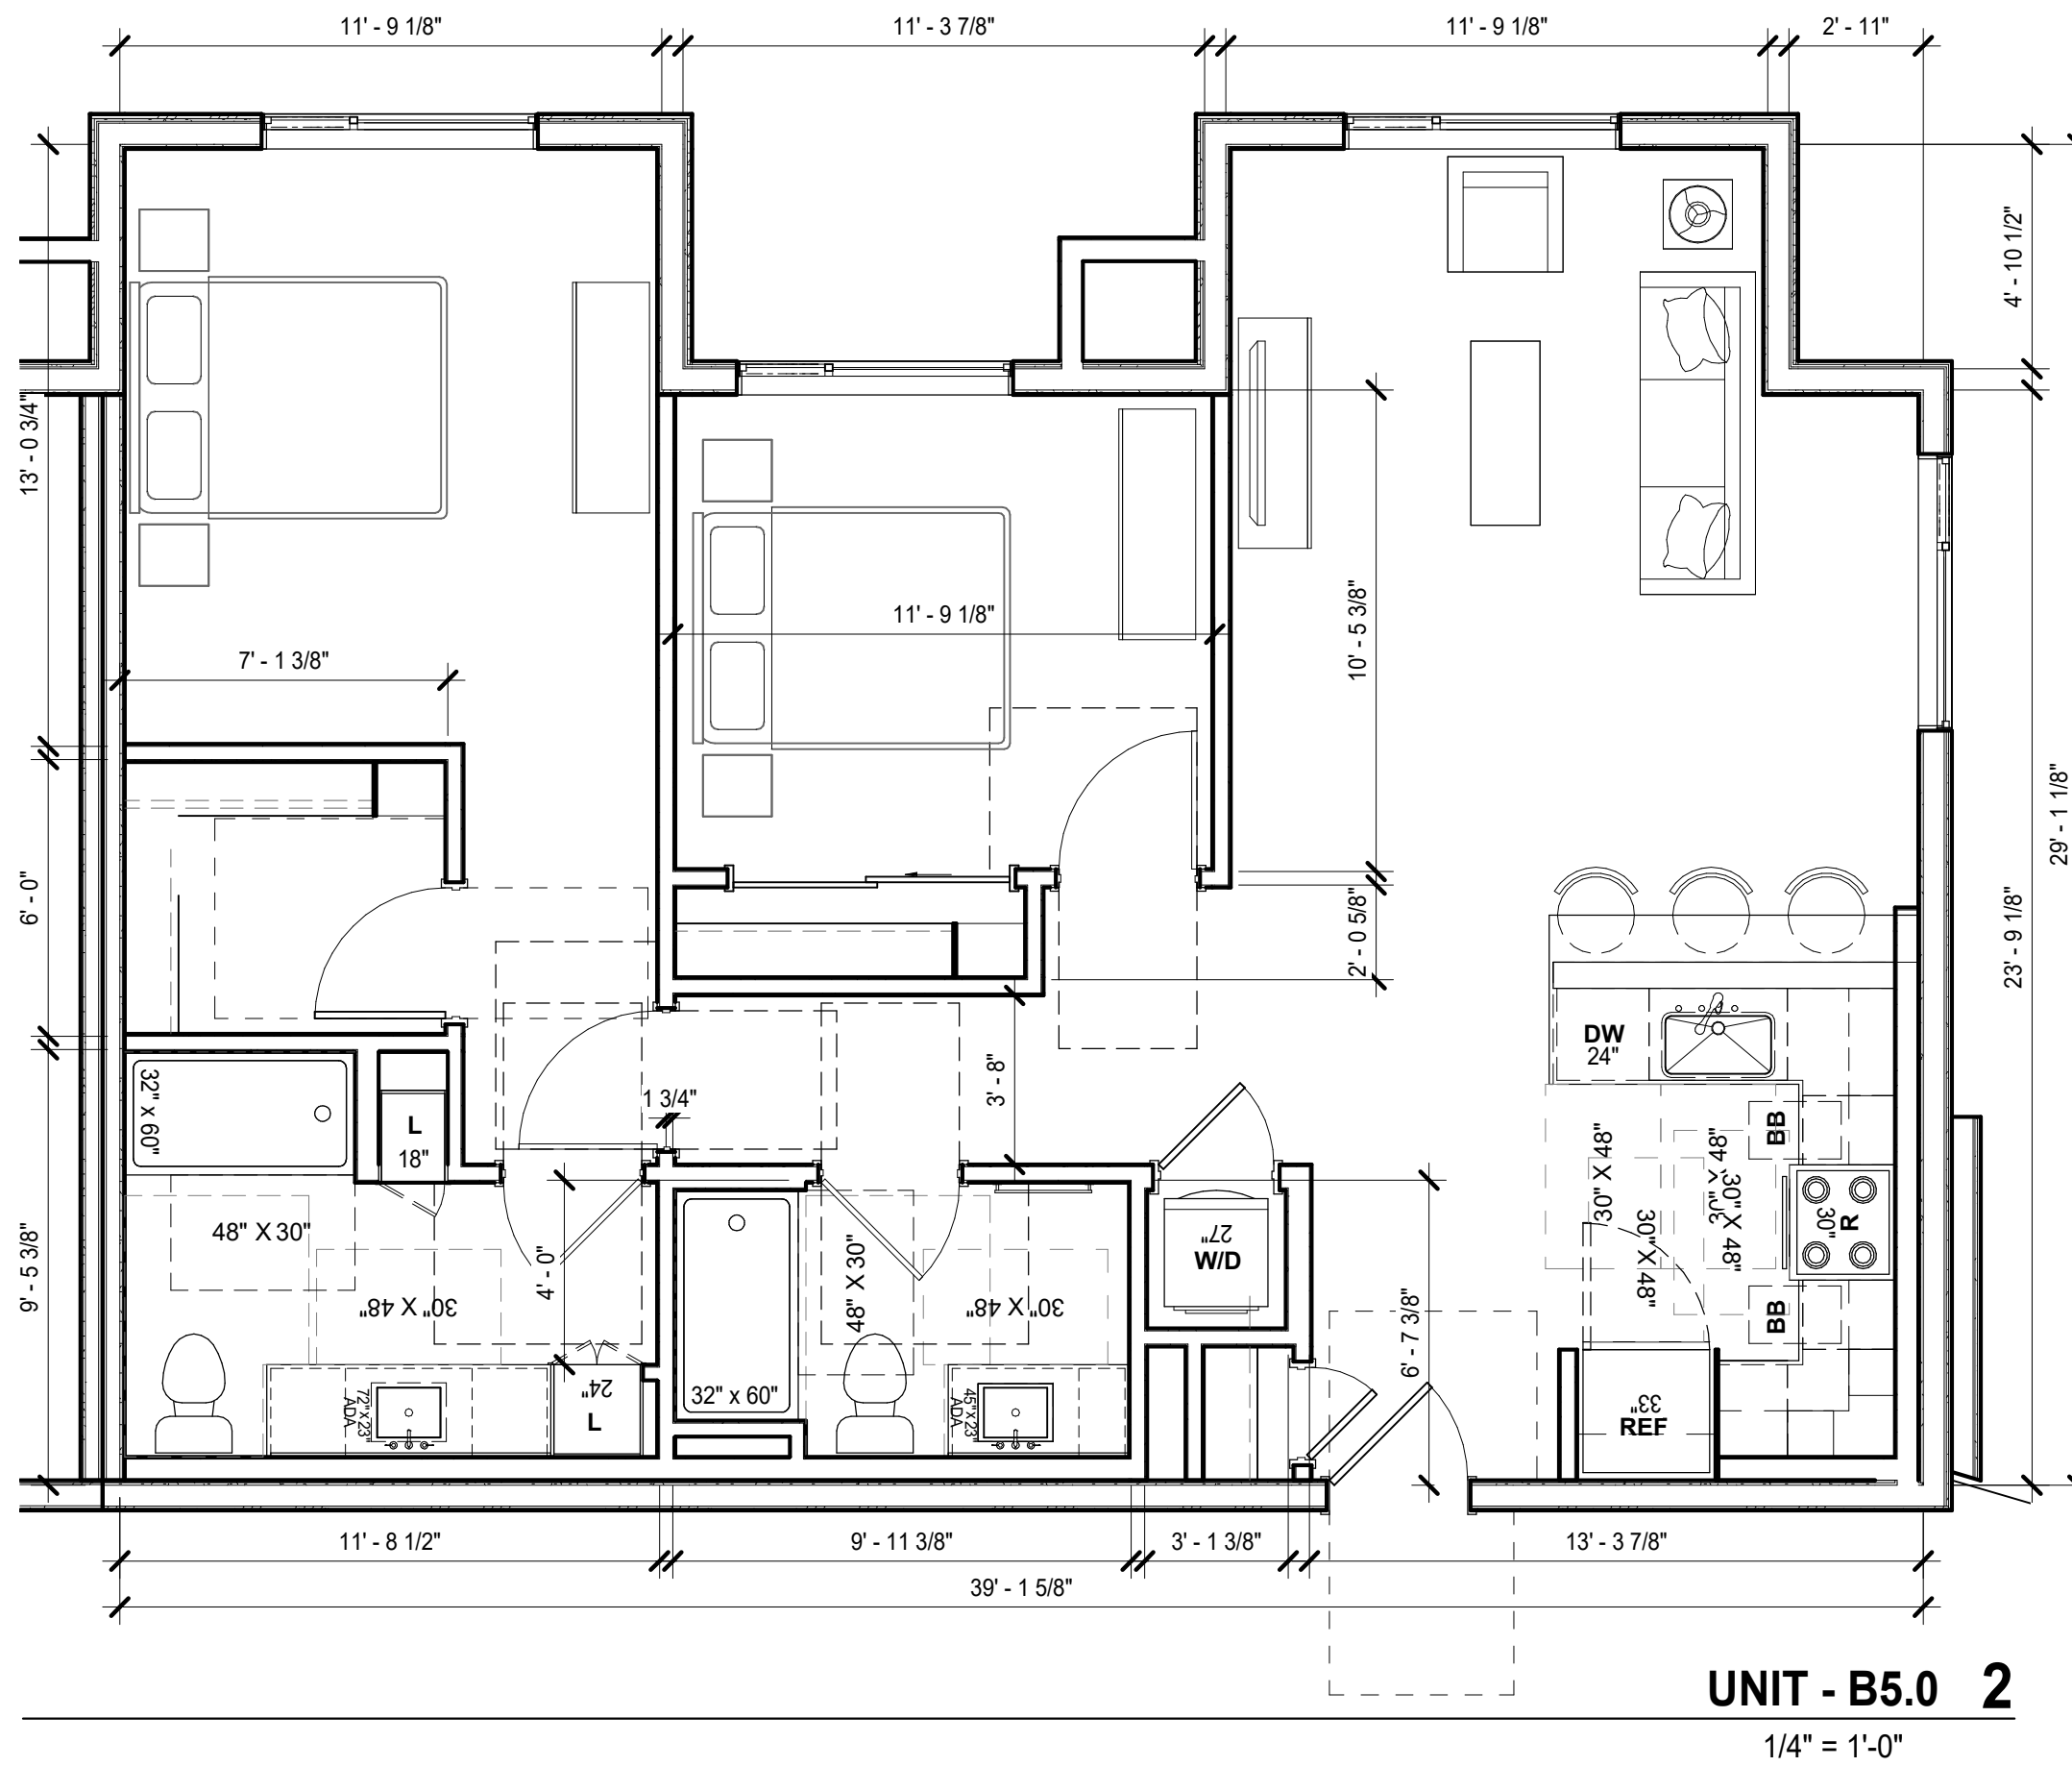 11' - 9 1/8"
11' - 3 7/8"
11' - 9 1/8"
2' - 11"
4' - 10 1/2"
13' - 0 3/4"
11' - 9 1/8"
10' - 5 3/8"
7' - 1 3/8"
29' - 1 1/8"
6' - 0"
2' - 0 5/8"
23' - 9 1/8"
DW
24"
32" x 60"
L
18"
1 3/4"
3' - 8"
BB
30" X 48"
30" X 48"
30" X 48"
30" X 48"
30"
R
48" X 30"
4' - 0"
48" X 30"
27"
W/D
9' - 5 3/8"
30" X 48"
30" X 48"
BB
6' - 7 3/8"
72"x23"
ADA
24"
L
32" x 60"
45"x23"
ADA
33"
REF
11' - 8 1/2"
9' - 11 3/8"
3' - 1 3/8"
13' - 3 7/8"
39' - 1 5/8"
UNIT - B5.0 2
1/4" = 1'-0"